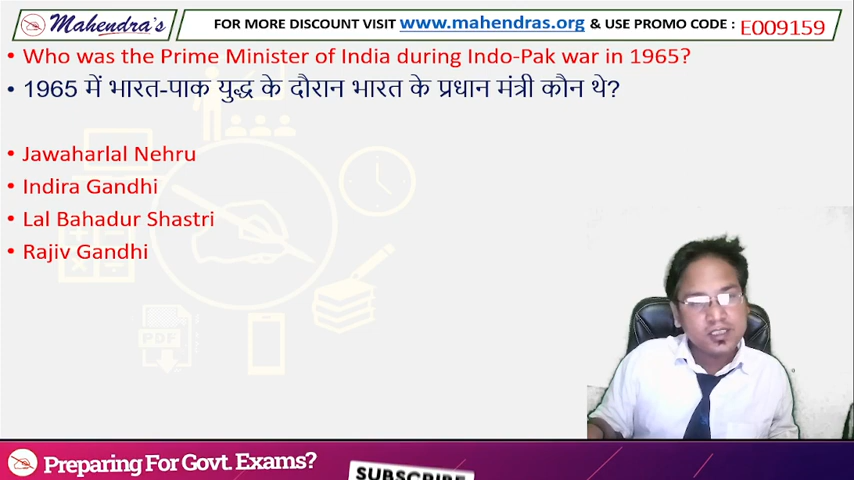 Mahendra's
FOR MORE DISCOUNT VISIT www.mahendras.org & USE PROMO CODE : E009159
• Who was the Prime Minister of India during Indo-Pak war in 1965?
• 1965 में भारत-पाक युद्ध के दौरान भारत के प्रधान मंत्री कौन थे?
• Jawaharlal Nehru
• Indira Gandhi
• Lal Bahadur Shastri
• Rajiv Gandhi
PDF
Preparing For Govt. Exams?
SUBSCRIBE